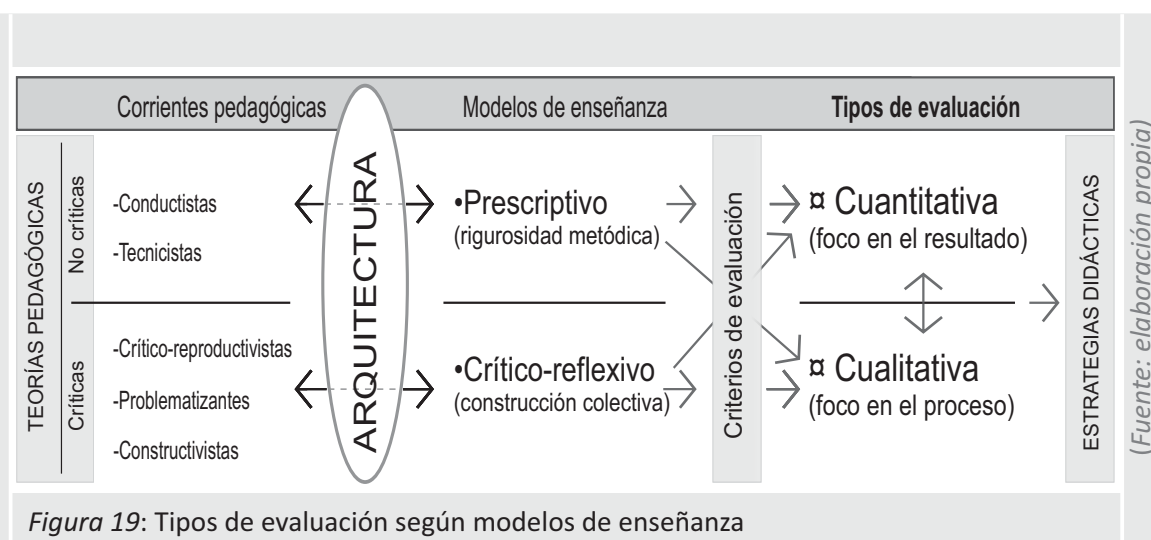 Corrientes pedagógicas
Modelos de enseñanza
Tipos de evaluación
TEORÍAS PEDAGÓGICAS
No críticas
-Conductistas
-Tecnicistas
Críticas
-Crítico-reproductivistas
-Problematizantes
-Constructivistas
ARQUITECTURA
•Prescriptivo
(rigurosidad metódica)
•Crítico-reflexivo
(construcción colectiva)
Criterios de evaluación
¤ Cuantitativa
(foco en el resultado)
¤ Cualitativa
(foco en el proceso)
ESTRATEGIAS DIDÁCTICAS
(Fuente: elaboración propia)
Figura 19: Tipos de evaluación según modelos de enseñanza